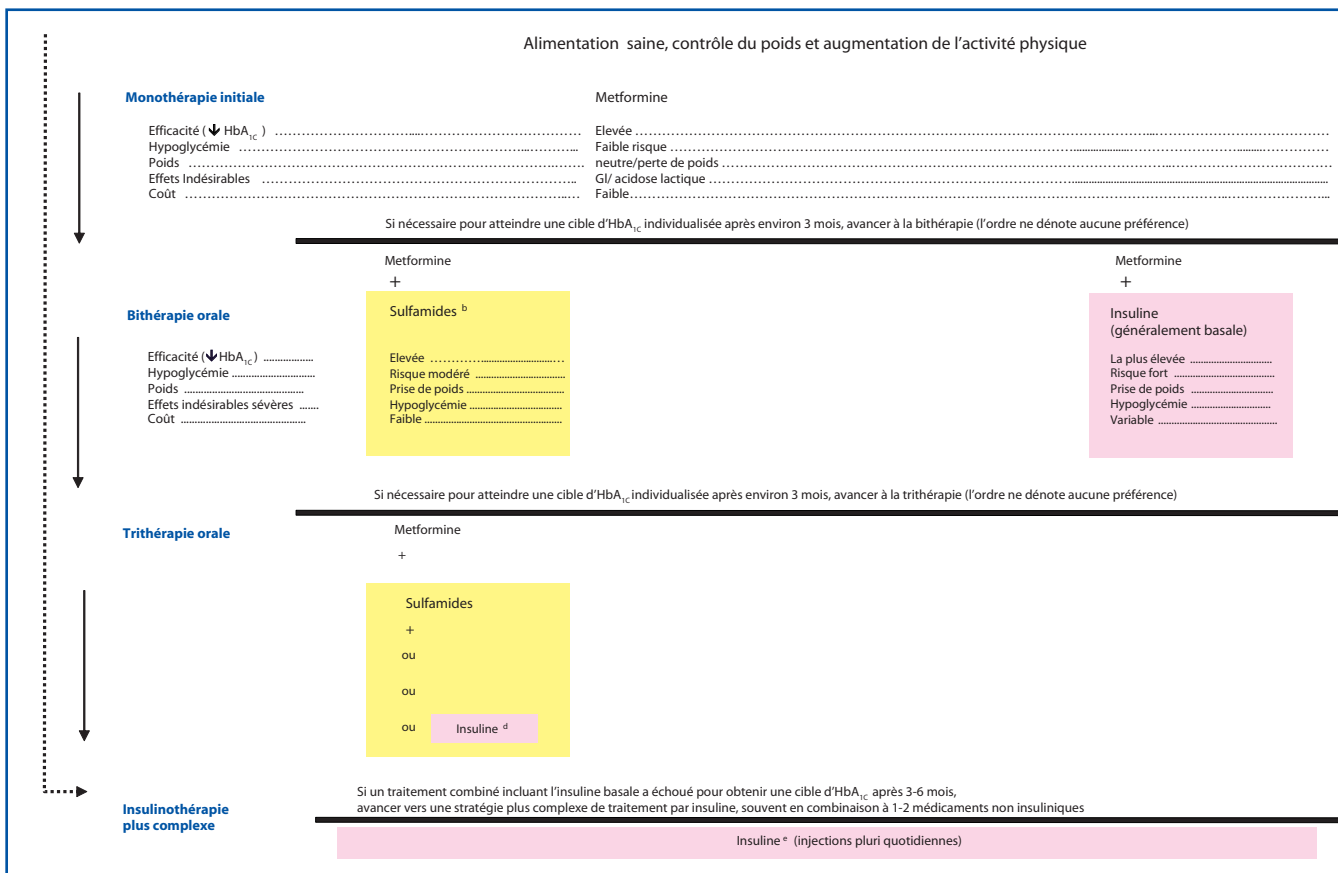 Alimentation saine, contrôle du poids et augmentation de l'activité physique
Monothérapie initiale Metformine
Efficacité (🡻 HbA1C) ........ Elevée ........
Hypoglycémie ........ Faible risque ........
Poids ........ neutre/perte de poids ........
Effets Indésirables ........ GI/ acidose lactique ........
Coût ........ Faible ........
Si nécessaire pour atteindre une cible d'HbA1C individualisée après environ 3 mois, avancer à la bithérapie (l'ordre ne dénote aucune préférence)
Metformine Metformine
+ +
Bithérapie orale Sulfamides b Insuline
(généralement basale)
Efficacité (🡻HbA1C) ........ Elevée ........ La plus élevée ........
Hypoglycémie ........ Risque modéré ........ Risque fort ........
Poids ........ Prise de poids ........ Prise de poids ........
Effets indésirables sévères ....... Hypoglycémie ........ Hypoglycémie ........
Coût ........ Faible ........ Variable ........
Si nécessaire pour atteindre une cible d'HbA1C individualisée après environ 3 mois, avancer à la trithérapie (l'ordre ne dénote aucune préférence)
Trithérapie orale Metformine
+
Sulfamides
+
ou
ou
ou Insuline d
Insulinothérapie
plus complexe
Si un traitement combiné incluant l'insuline basale a échoué pour obtenir une cible d'HbA1C après 3-6 mois,
avancer vers une stratégie plus complexe de traitement par insuline, souvent en combinaison à 1-2 médicaments non insuliniques
Insuline e (injections pluri quotidiennes)